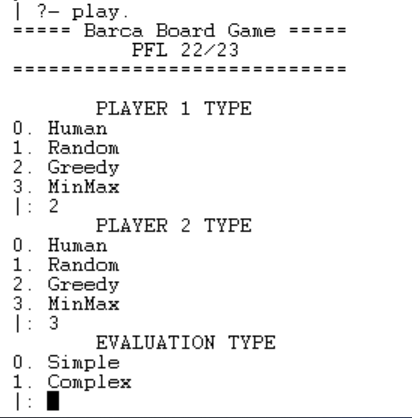 | ?- play.
===== Barca Board Game =====
PFL 22/23
============================
PLAYER 1 TYPE
0. Human
1. Random
2. Greedy
3. MinMax
|: 2
PLAYER 2 TYPE
0. Human
1. Random
2. Greedy
3. MinMax
|: 3
EVALUATION TYPE
0. Simple
1. Complex
|: